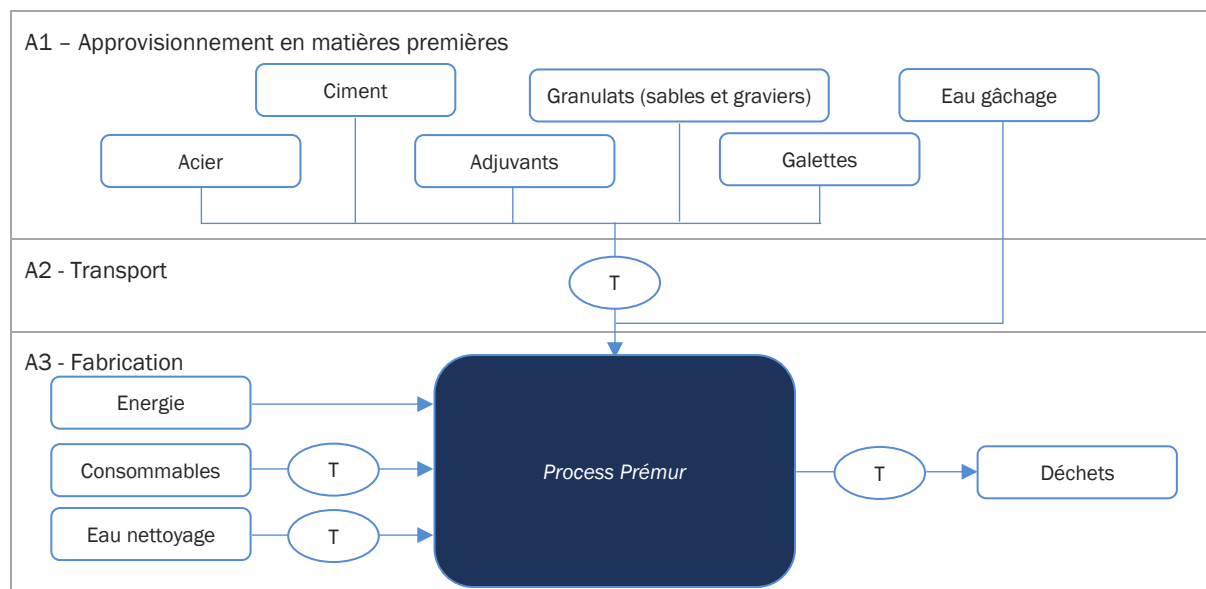 A1 – Approvisionnement en matières premières
Ciment
Granulats (sables et graviers)
Eau gâchage
Acier
Adjuvants
Galettes
A2 - Transport
T
A3 - Fabrication
Energie
Consommables
T
Process Prémur
T
Déchets
Eau nettoyage
T